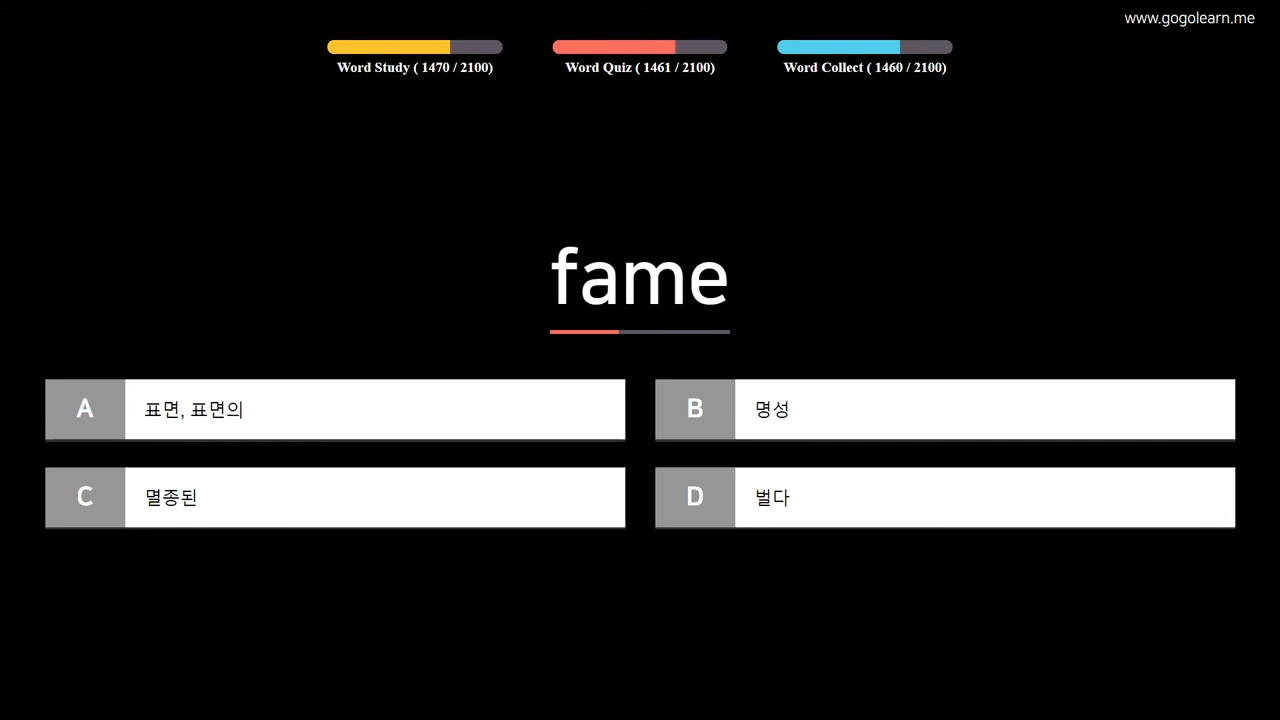 www.gogolearn.me
Word Study ( 1470 / 2100)
Word Quiz ( 1461 / 2100)
Word Collect ( 1460 / 2100)
fame
A 표면, 표면의
B 명성
C 멸종된
D 벌다